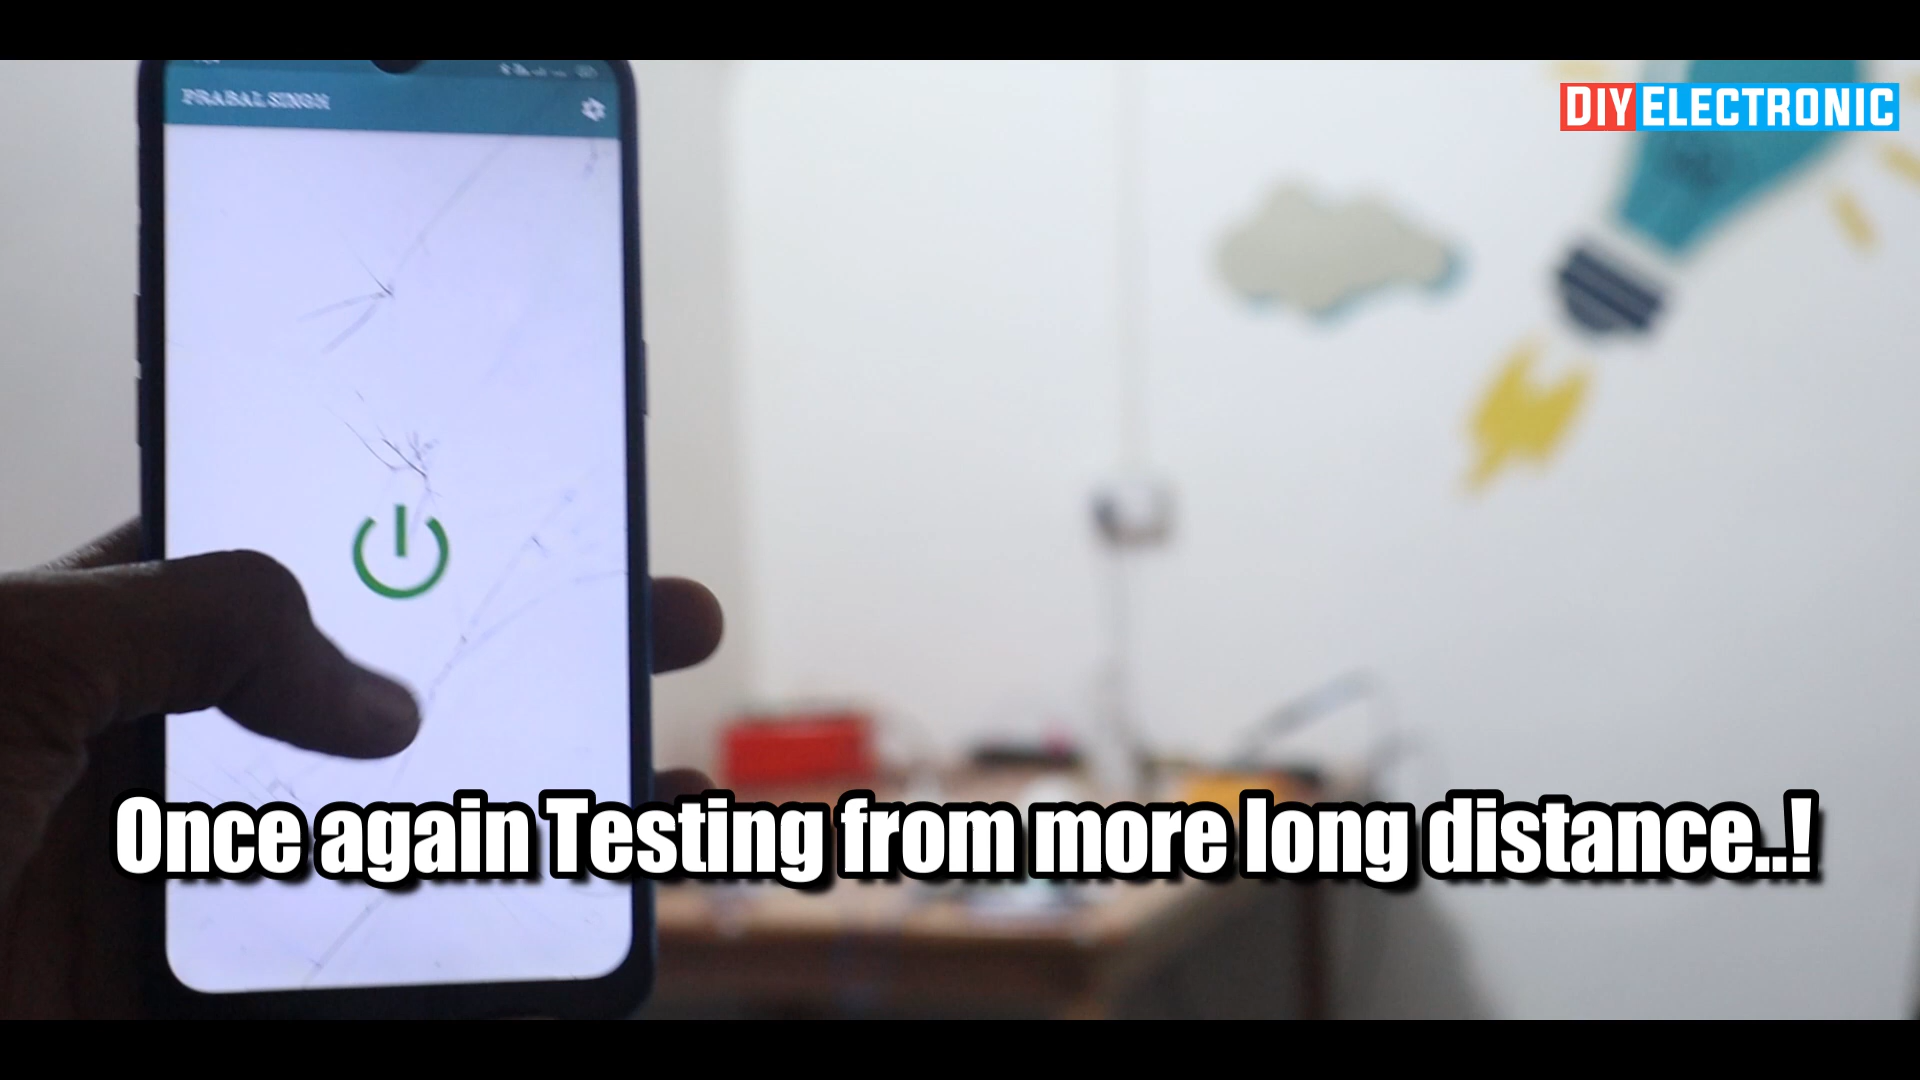 PRABAL SINGH
DIY ELECTRONIC
Once again Testing from more long distance..!